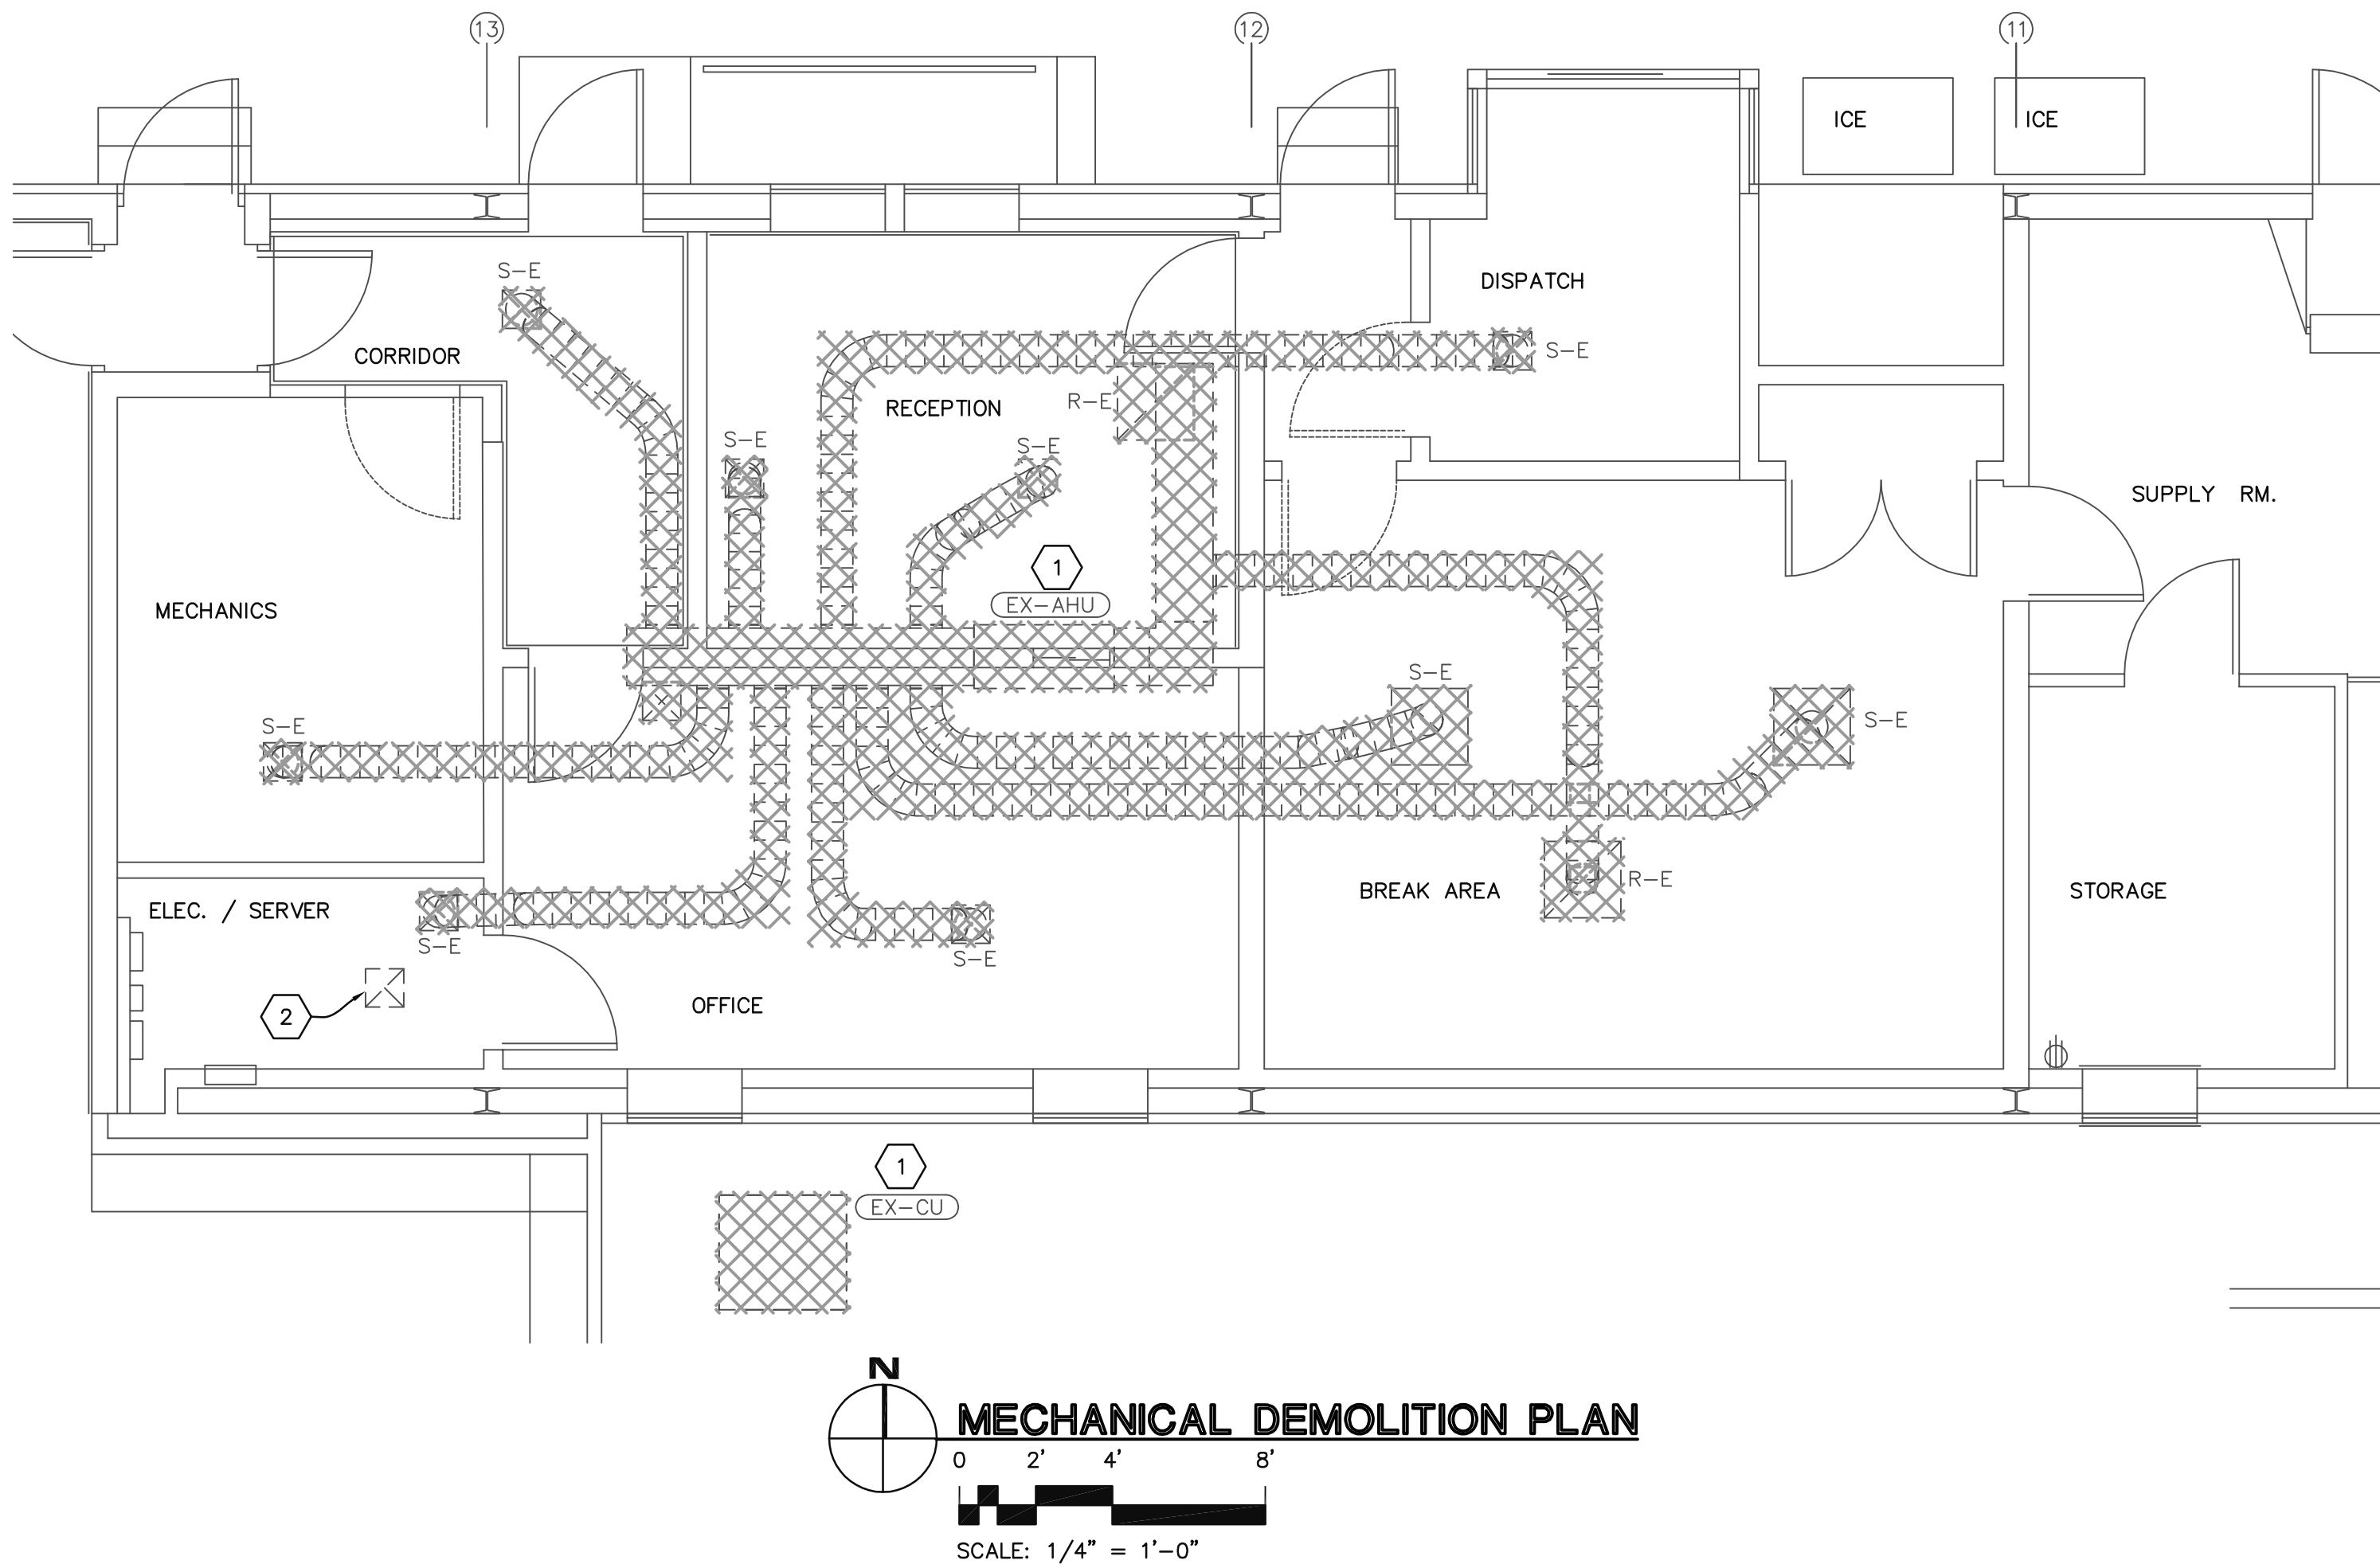 13
12
11
ICE
ICE
S-E
DISPATCH
CORRIDOR
S-E
R-E
RECEPTION
S-E
S-E
SUPPLY RM.
1
EX-AHU
MECHANICS
S-E
S-E
S-E
R-E
BREAK AREA
STORAGE
ELEC. / SERVER
S-E
S-E
2
OFFICE
1
EX-CU
N
MECHANICAL DEMOLITION PLAN
0 2' 4' 8'
SCALE: 1/4" = 1'-0"